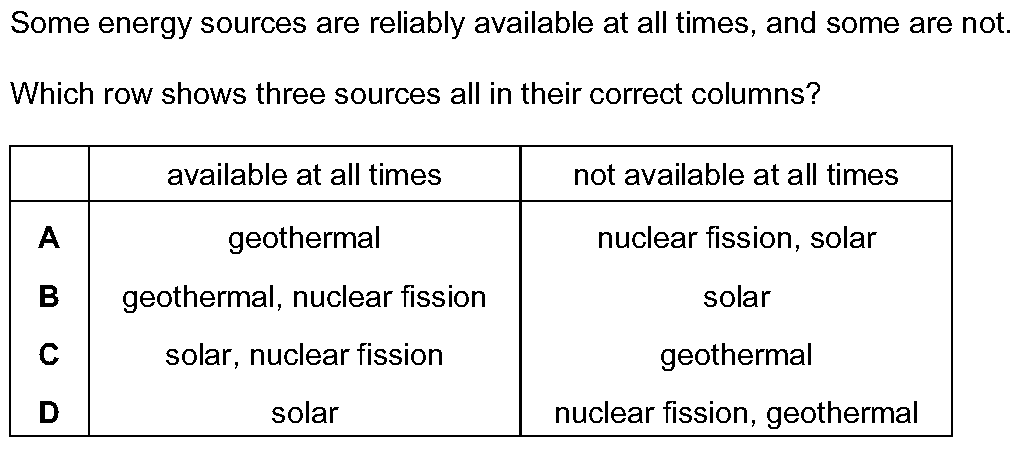 Some energy sources are reliably available at all times, and some are not.
Which row shows three sources all in their correct columns?
available at all times not available at all times
A geothermal nuclear fission, solar
B geothermal, nuclear fission solar
C solar, nuclear fission geothermal
D solar nuclear fission, geothermal